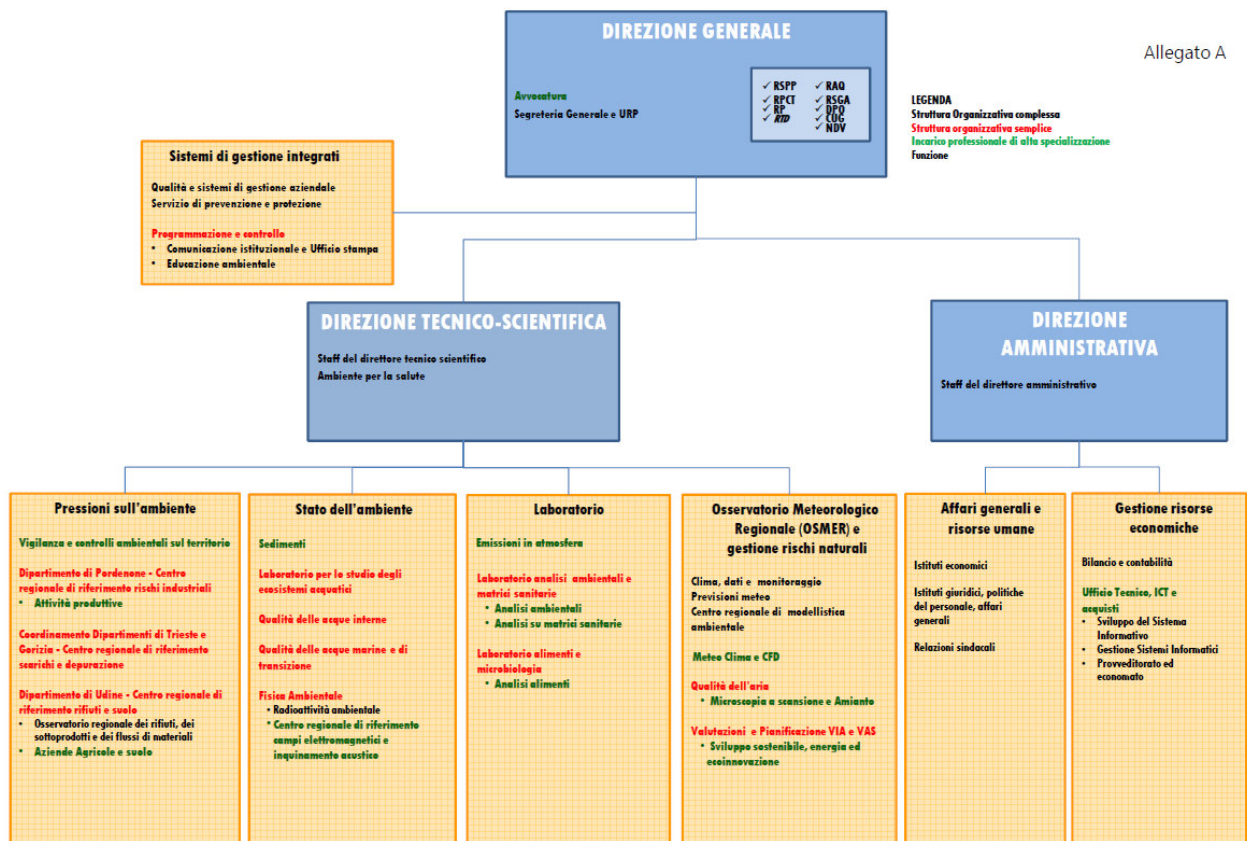 DIREZIONE GENERALE
Allegato A
Avvocatura
Segreteria Generale e URP
✓ RSPP
✓ RPCT
✓ RP
✓ RTD
✓ RAQ
✓ RSGA
✓ DPO
✓ CUG
✓ NDV
LEGENDA
Struttura Organizzativa complessa
Struttura organizzativa semplice
Incarico professionale di alta specializzazione
Funzione
Sistemi di gestione integrati
Qualità e sistemi di gestione aziendale
Servizio di prevenzione e protezione
Programmazione e controllo
• Comunicazione istituzionale e Ufficio stampa
• Educazione ambientale
DIREZIONE TECNICO-SCIENTIFICA
Staff del direttore tecnico scientifico
Ambiente per la salute
DIREZIONE
AMMINISTRATIVA
Staff del direttore amministrativo
Pressioni sull'ambiente
Vigilanza e controlli ambientali sul territorio
Dipartimento di Pordenone - Centro
regionale di riferimento rischi industriali
• Attività produttive
Coordinamento Dipartimenti di Trieste e
Gorizia - Centro regionale di riferimento
scarichi e depurazione
Dipartimento di Udine - Centro regionale di
riferimento rifiuti e suolo
• Osservatorio regionale dei rifiuti, dei
sottoprodotti e dei flussi di materiali
• Aziende Agricole e suolo
Stato dell'ambiente
Sedimenti
Laboratorio per lo studio degli
ecosistemi acquatici
Qualità delle acque interne
Qualità delle acque marine e di
transizione
Fisica Ambientale
• Radioattività ambientale
• Centro regionale di riferimento
campi elettromagnetici e
inquinamento acustico
Laboratorio
Emissioni in atmosfera
Laboratorio analisi ambientali e
matrici sanitarie
• Analisi ambientali
• Analisi su matrici sanitarie
Laboratorio alimenti e
microbiologia
• Analisi alimenti
Osservatorio Meteorologico
Regionale (OSMER) e
gestione rischi naturali
Clima, dati e monitoraggio
Previsioni meteo
Centro regionale di modellistica
ambientale
Meteo Clima e CFD
Qualità dell'aria
• Microscopia a scansione e Amianto
Valutazioni e Pianificazione VIA e VAS
• Sviluppo sostenibile, energia ed
ecoinnovazione
Affari generali e
risorse umane
Istituti economici
Istituti giuridici, politiche
del personale, affari
generali
Relazioni sindacali
Gestione risorse
economiche
Bilancio e contabilità
Ufficio Tecnico, ICT e
acquisti
• Sviluppo del Sistema
Informativo
• Gestione Sistemi Informatici
• Provveditorato ed
economato